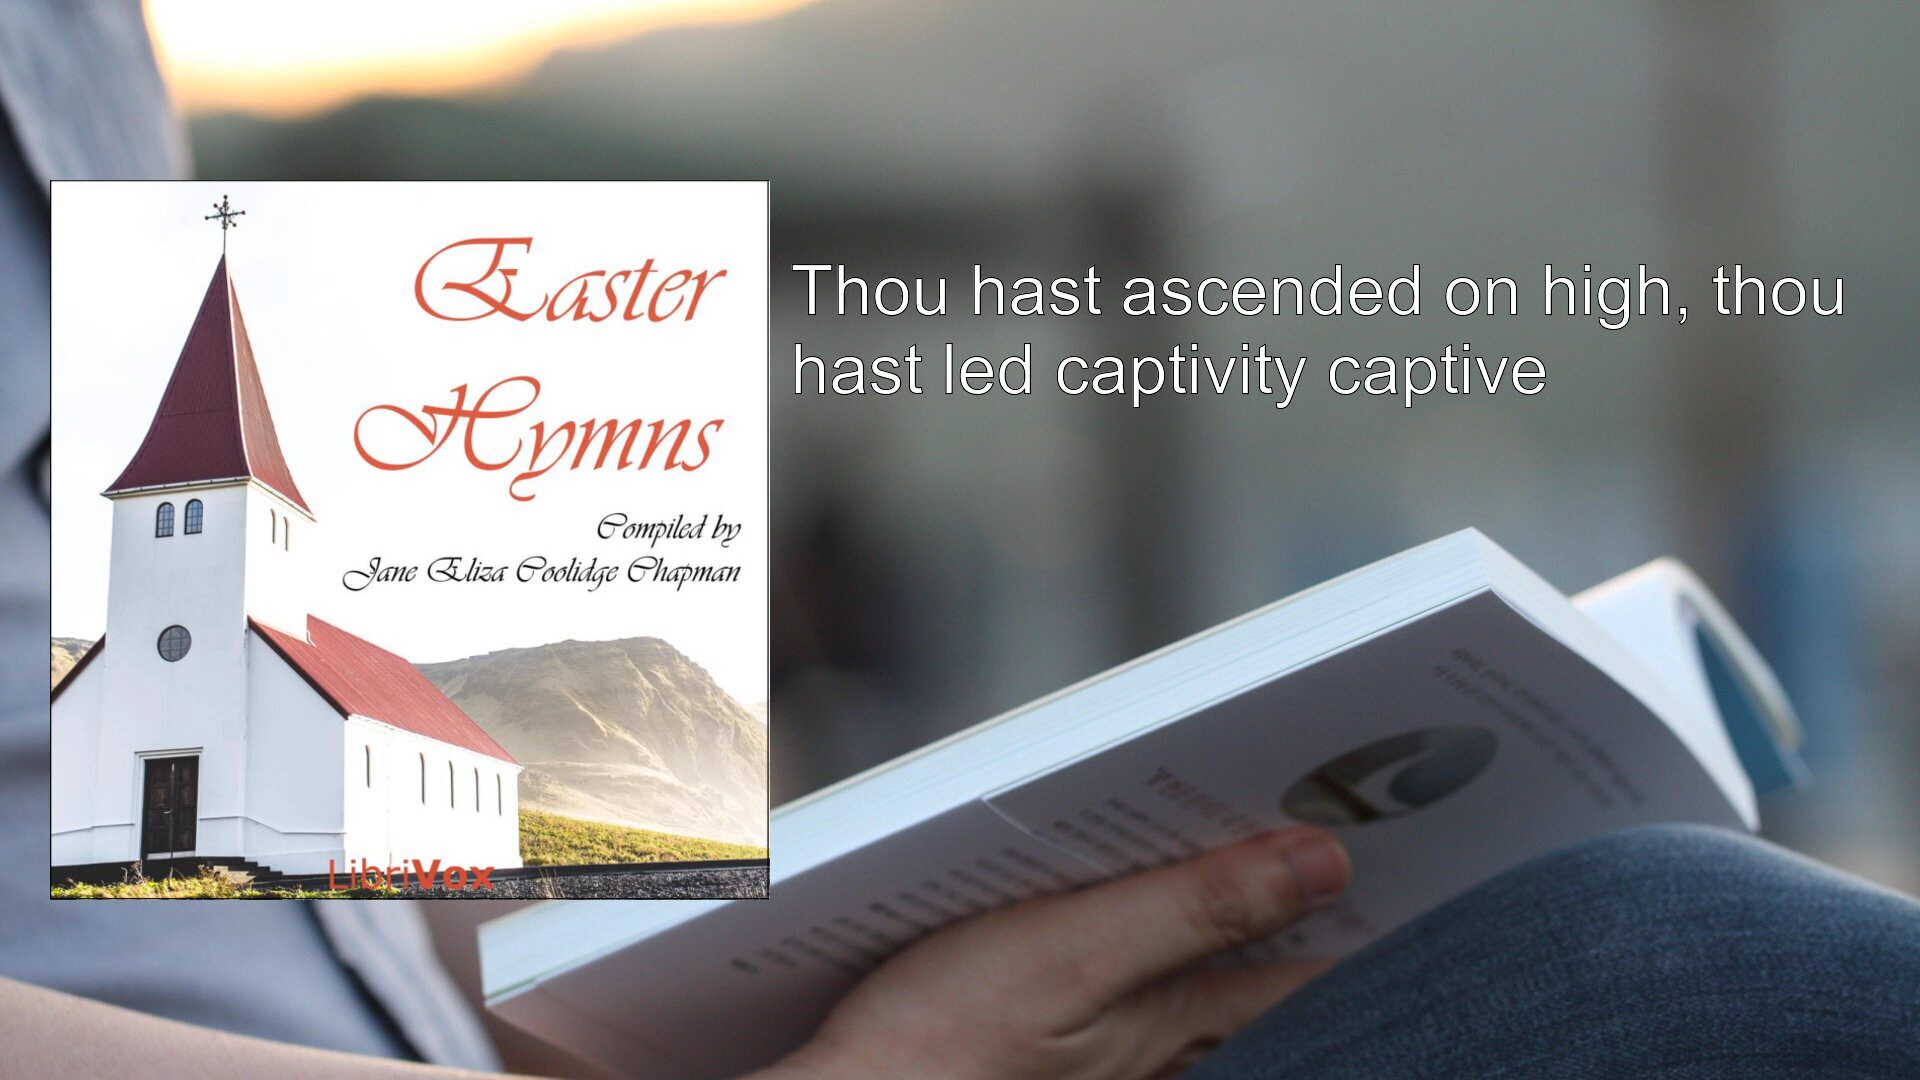 Easter
Hymns
Compiled by
Jane Eliza Coolidge Chapman
LibriVox
Thou hast ascended on high, thou
hast led captivity captive